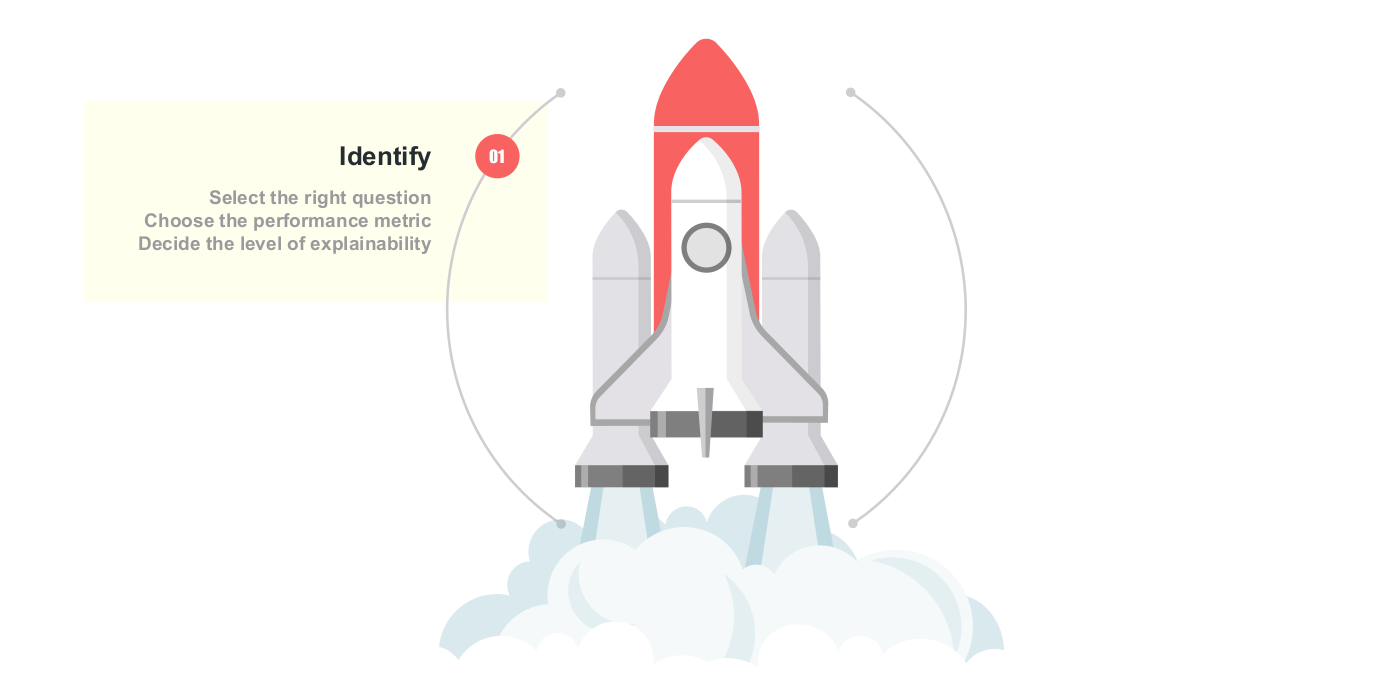 Identify
01
Select the right question
Choose the performance metric
Decide the level of explainability